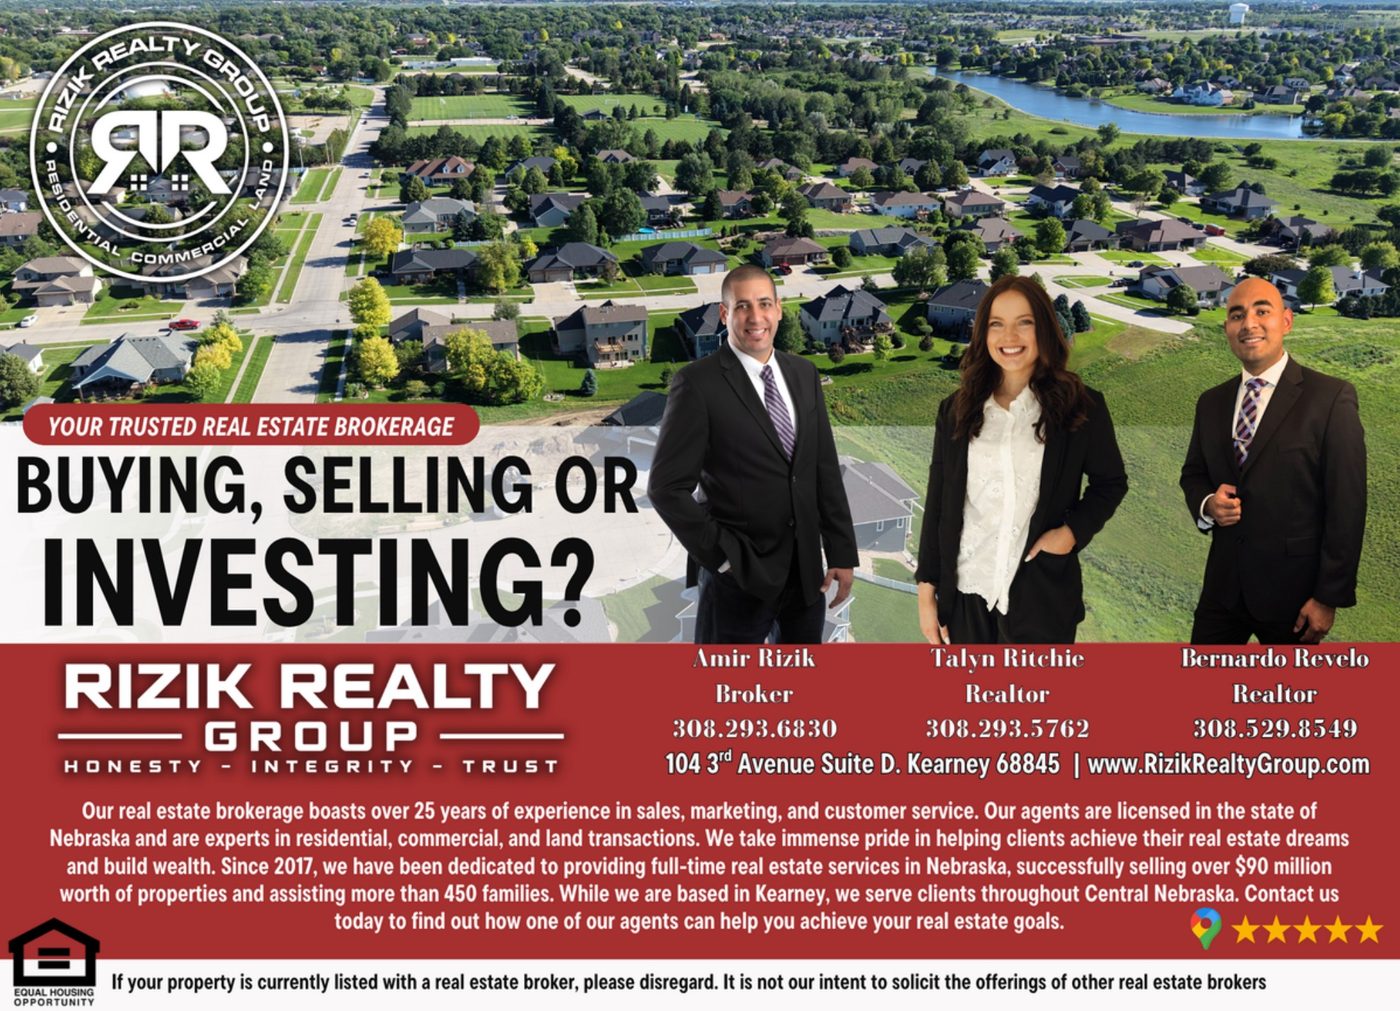 RIZIK REALTY GROUP
RESIDENTIAL COMMERCIAL LAND
RR
YOUR TRUSTED REAL ESTATE BROKERAGE
BUYING, SELLING OR
INVESTING?
RIZIK REALTY
GROUP
HONESTY - INTEGRITY - TRUST
Amir Rizik
Broker
308.293.6830
Talyn Ritchie
Realtor
308.293.5762
Bernardo Revelo
Realtor
308.529.8549
104 3rd Avenue Suite D. Kearney 68845 | www.RizikRealtyGroup.com
Our real estate brokerage boasts over 25 years of experience in sales, marketing, and customer service. Our agents are licensed in the state of
Nebraska and are experts in residential, commercial, and land transactions. We take immense pride in helping clients achieve their real estate dreams
and build wealth. Since 2017, we have been dedicated to providing full-time real estate services in Nebraska, successfully selling over $90 million
worth of properties and assisting more than 450 families. While we are based in Kearney, we serve clients throughout Central Nebraska. Contact us
today to find out how one of our agents can help you achieve your real estate goals.
EQUAL HOUSING
OPPORTUNITY
If your property is currently listed with a real estate broker, please disregard. It is not our intent to solicit the offerings of other real estate brokers